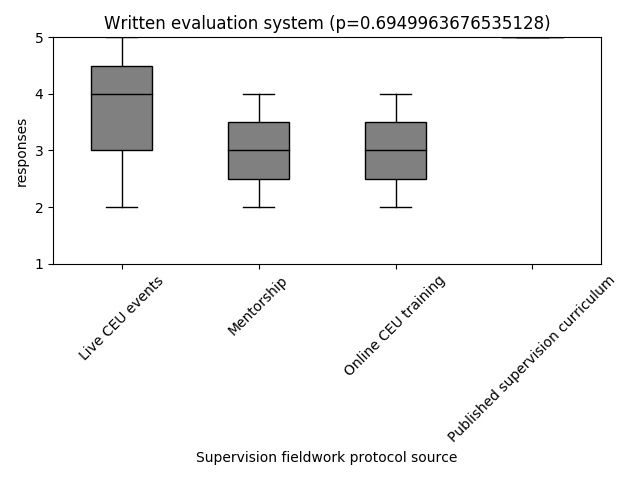 Written evaluation system (p=0.6949963676535128)
5
4
3
2
1
responses
Live CEU events
Mentorship
Online CEU training
Published supervision curriculum
Supervision fieldwork protocol source